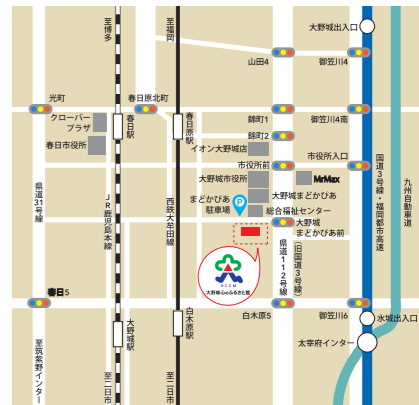 至博多
至福岡
大野城出入口
山田4
御笠川4
光町
春日原北町
クローバー
プラザ
春日駅
春日原駅
錦町1
御笠川4南
錦町2
イオン大野城店
春日市役所
市役所前
市役所入口
大野城市役所
MrMax
まどかぴあ
駐車場
P
大野城まどかぴあ
総合福祉センター
大野城
まどかぴあ前
県道31号線
JR鹿児島本線
西鉄大牟田線
県道112号線
(旧国道3号線)
国道3号線・福岡都市高速
九州自動車道
大野城心のふるさと館
春日5
白木原5
御笠川6
水城出入口
大野城駅
白木原駅
太宰府インター
至筑紫野インター
至二日市
至二日市